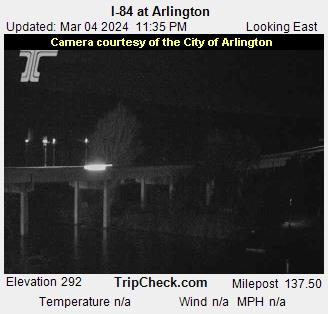 I-84 at Arlington
Updated: Mar 04 2024 11:35 PM Looking East
Camera courtesy of the City of Arlington
Elevation 292 TripCheck.com Milepost 137.50
Temperature n/a Wind n/a MPH n/a